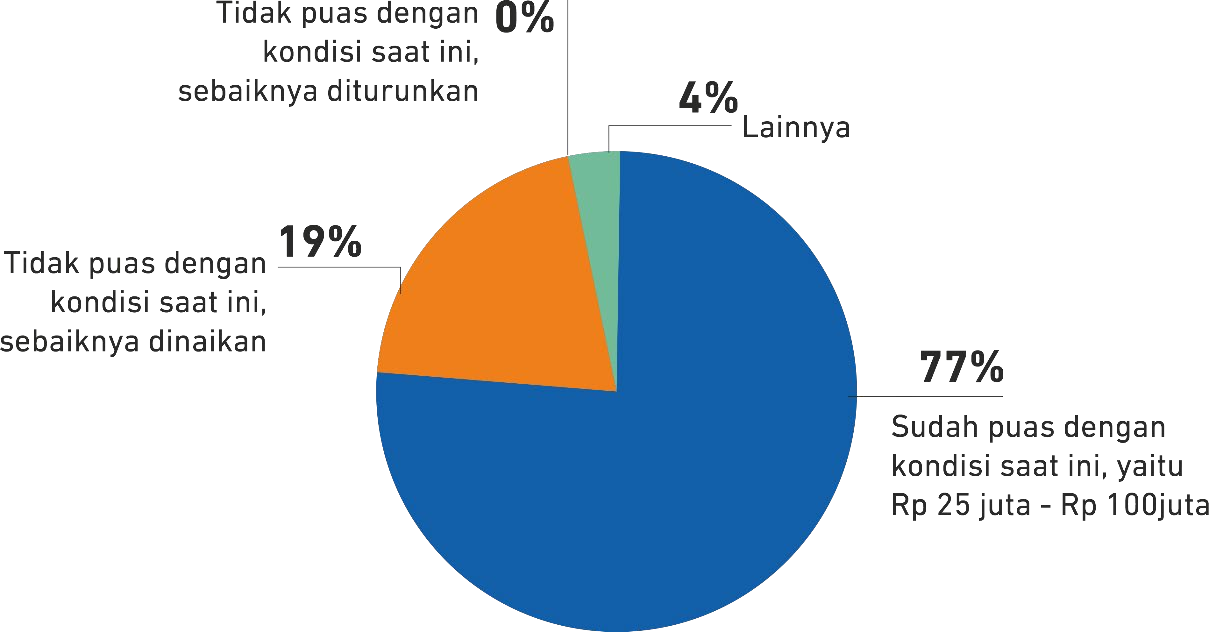 Tidak puas dengan
kondisi saat ini,
sebaiknya diturunkan
0%
4%
Lainnya
19%
Tidak puas dengan
kondisi saat ini,
sebaiknya dinaikan
77%
Sudah puas dengan
kondisi saat ini, yaitu
Rp 25 juta - Rp 100juta